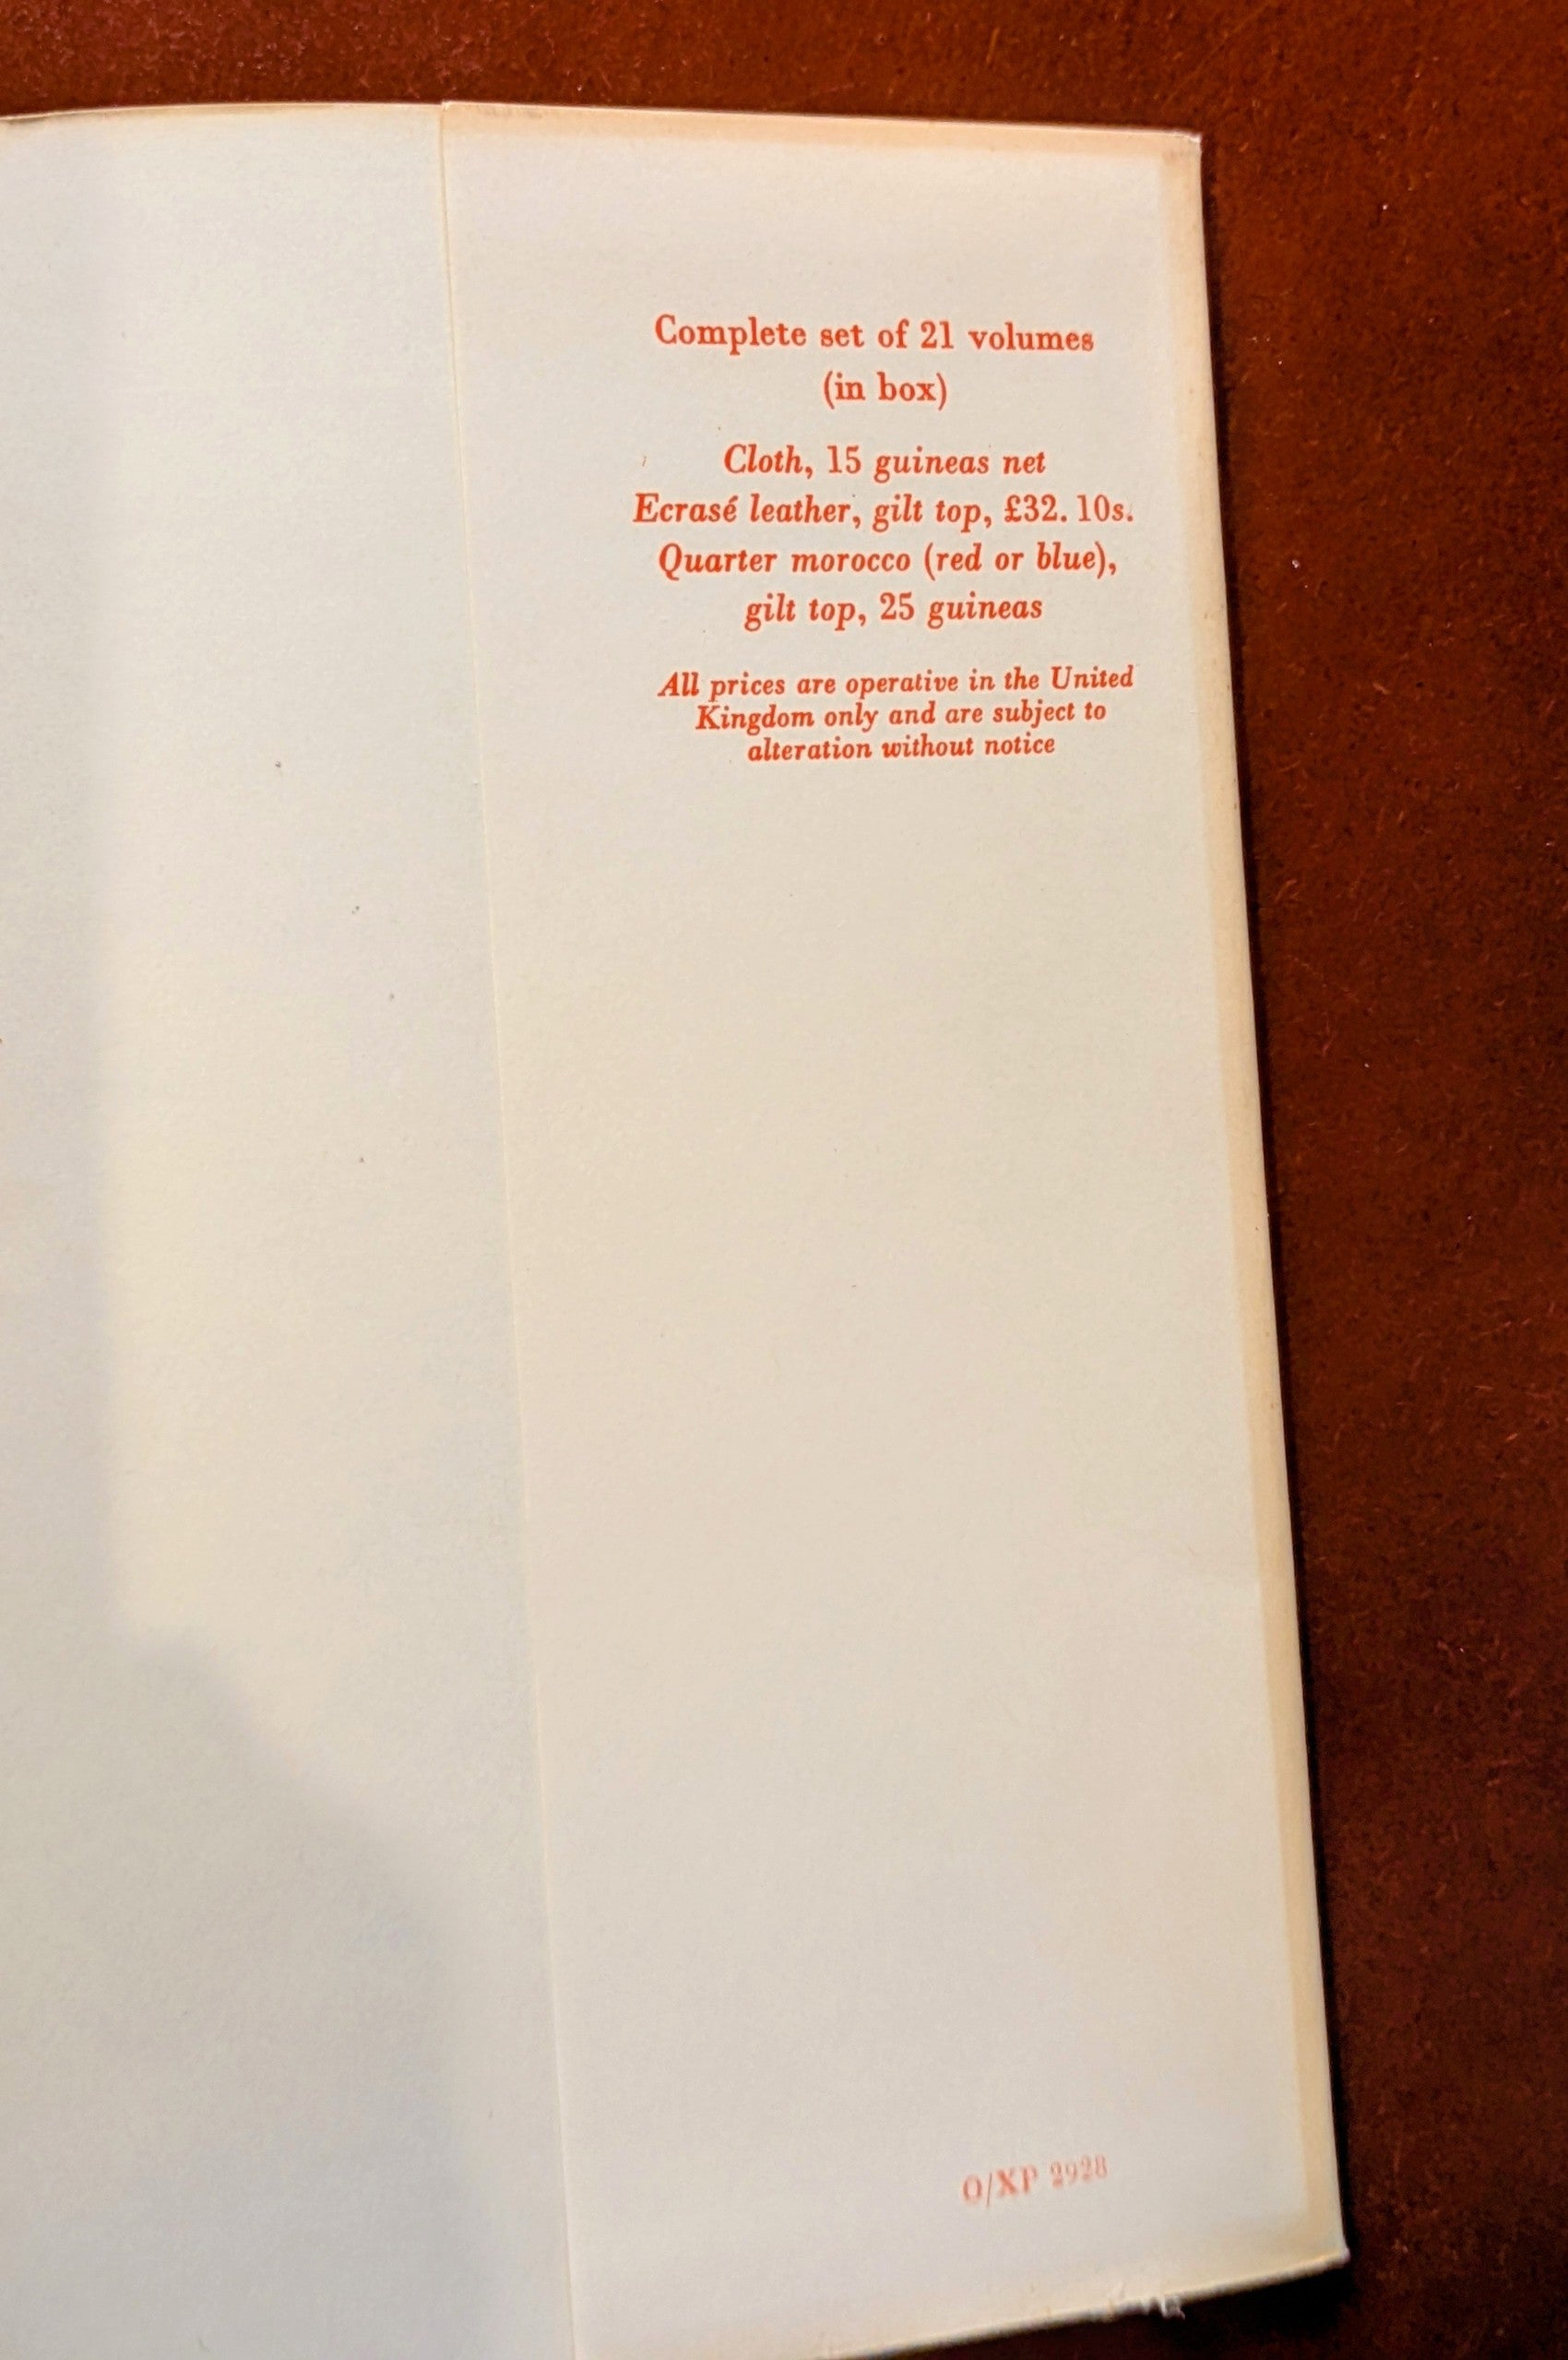 Complete set of 21 volumes
(in box)
Cloth, 15 guineas net
Ecrasé leather, gilt top, £32. 10s.
Quarter morocco (red or blue),
gilt top, 25 guineas
All prices are operative in the United
Kingdom only and are subject to
alteration without notice
O/XP 2928